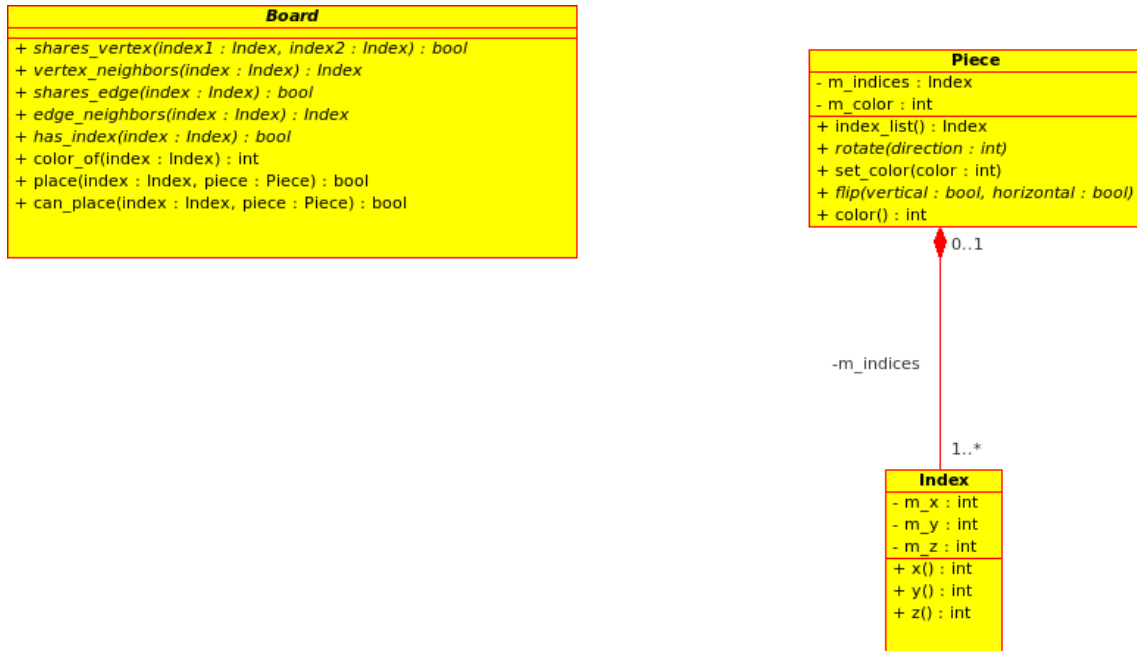 Board
+ shares_vertex(index1 : Index, index2 : Index) : bool
+ vertex_neighbors(index : Index) : Index
+ shares_edge(index : Index) : bool
+ edge_neighbors(index : Index) : Index
+ has_index(index : Index) : bool
+ color_of(index : Index) : int
+ place(index : Index, piece : Piece) : bool
+ can_place(index : Index, piece : Piece) : bool
Piece
- m_indices : Index
- m_color : int
+ index_list() : Index
+ rotate(direction : int)
+ set_color(color : int)
+ flip(vertical : bool, horizontal : bool)
+ color() : int
0..1
-m_indices
1..*
Index
- m_x : int
- m_y : int
- m_z : int
+ x() : int
+ y() : int
+ z() : int